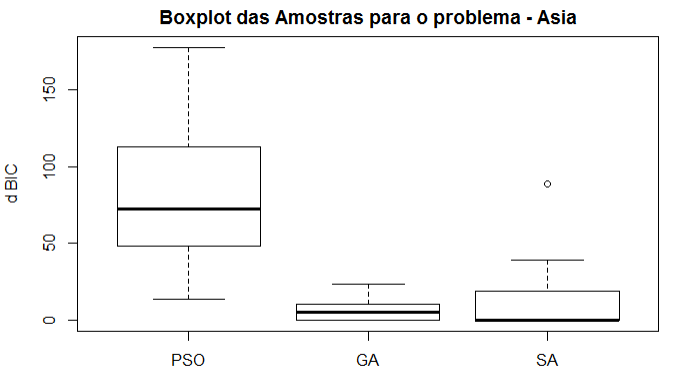 Boxplot das Amostras para o problema - Asia
d BIC
150
100
50
0
PSO
GA
SA